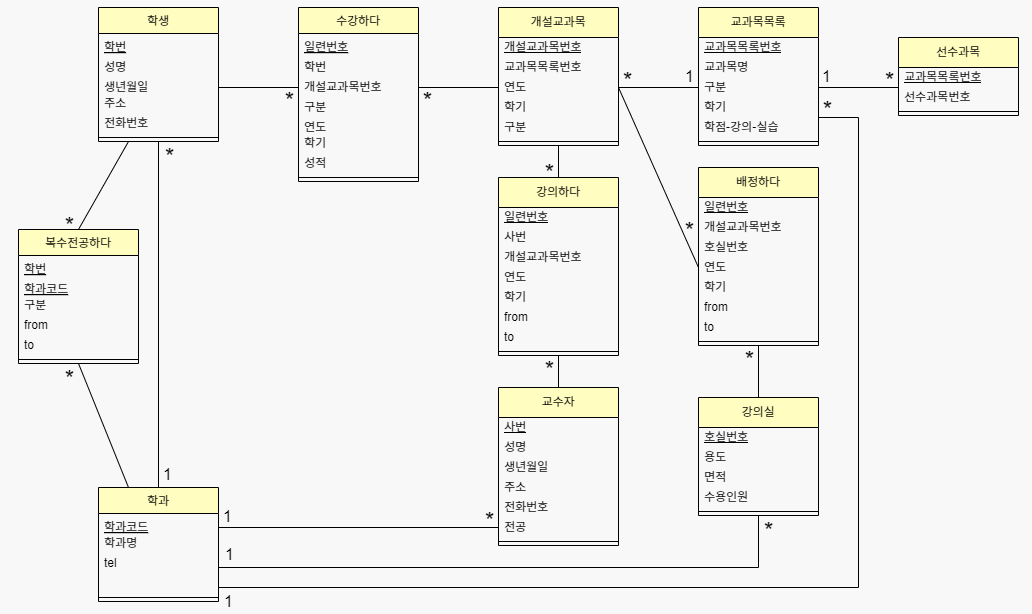 학생
학번
성명
생년월일
주소
전화번호
*
수강하다
일련번호
학번
개설교과목번호
구분
연도
학기
성적
*
*
개설교과목
개설교과목번호
교과목목록번호
연도
학기
구분
*
1
교과목목록
교과목목록번호
교과목명
구분
학기
학점-강의-실습
1
*
*
선수과목
교과목목록번호
선수과목번호
*
복수전공하다
학번
학과코드
구분
from
to
*
*
강의하다
일련번호
사번
개설교과목번호
연도
학기
from
to
*
*
배정하다
일련번호
개설교과목번호
호실번호
연도
학기
from
to
*
교수자
사번
성명
생년월일
주소
전화번호
전공
*
강의실
호실번호
용도
면적
수용인원
*
1
학과
학과코드
학과명
tel
1
1
1